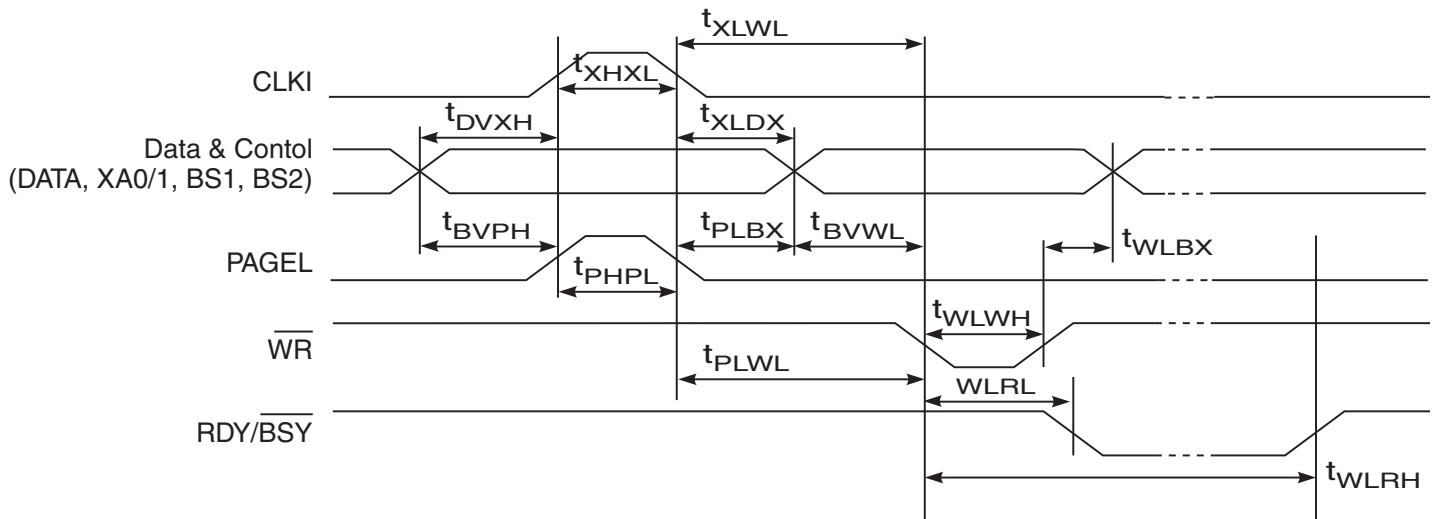 tXLWL
CLKI
tXHXL
tDVXH
tXLDX
Data & Contol
(DATA, XA0/1, BS1, BS2)
tBVPH
tPLBX
tBVWL
tWLBX
PAGEL
tPHPL
tWLWH
WR
tPLWL
WLRL
RDY/BSY
tWLRH